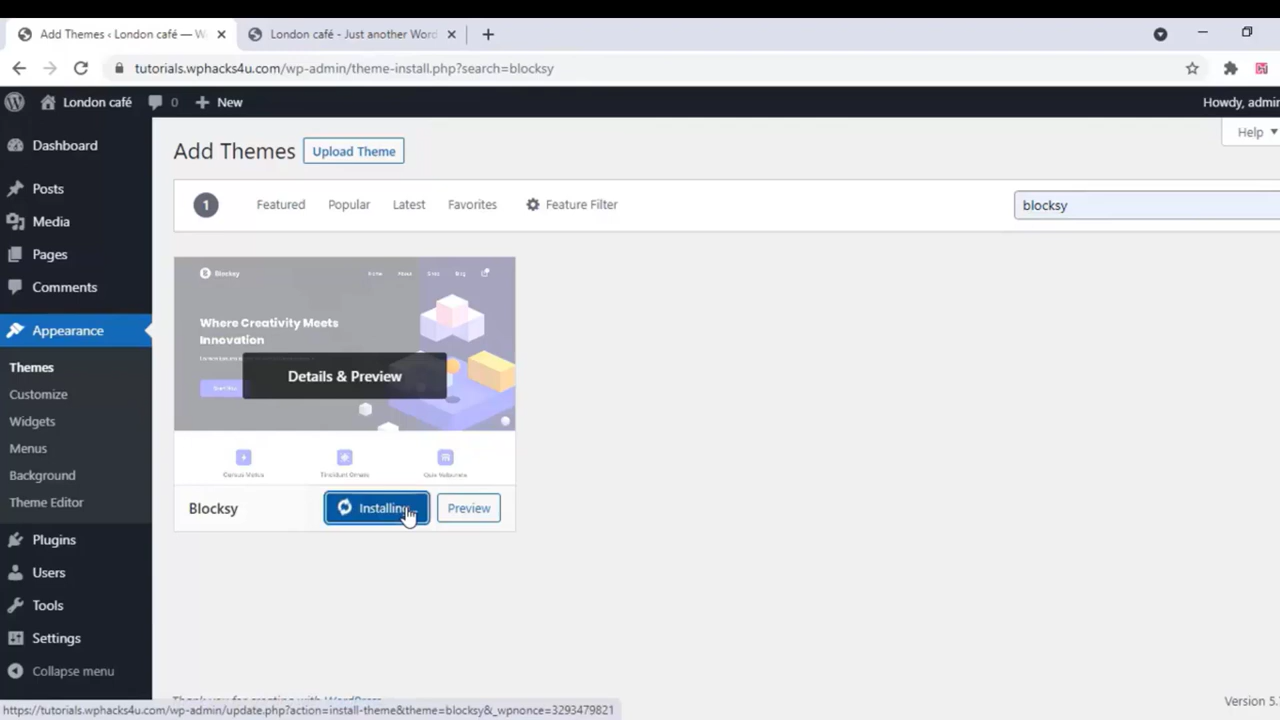 Add Themes ‹ London café — W
London café - Just another Word
tutorials.wphacks4u.com/wp-admin/theme-install.php?search=blocksy
London café
0
New
Howdy, admin
Help
Dashboard
Posts
Media
Pages
Comments
Appearance
Themes
Customize
Widgets
Menus
Background
Theme Editor
Plugins
Users
Tools
Settings
Collapse menu
Add Themes
Upload Theme
1
Featured
Popular
Latest
Favorites
Feature Filter
blocksy
Blocksy
Home
About
Blog
Where Creativity Meets
Innovation
Details & Preview
Blocksy
Installing...
Preview
Thank you for creating with WordPress.
Version 5.
https://tutorials.wphacks4u.com/wp-admin/update.php?action=install-theme&theme=blocksy&_wpnonce=3293479821